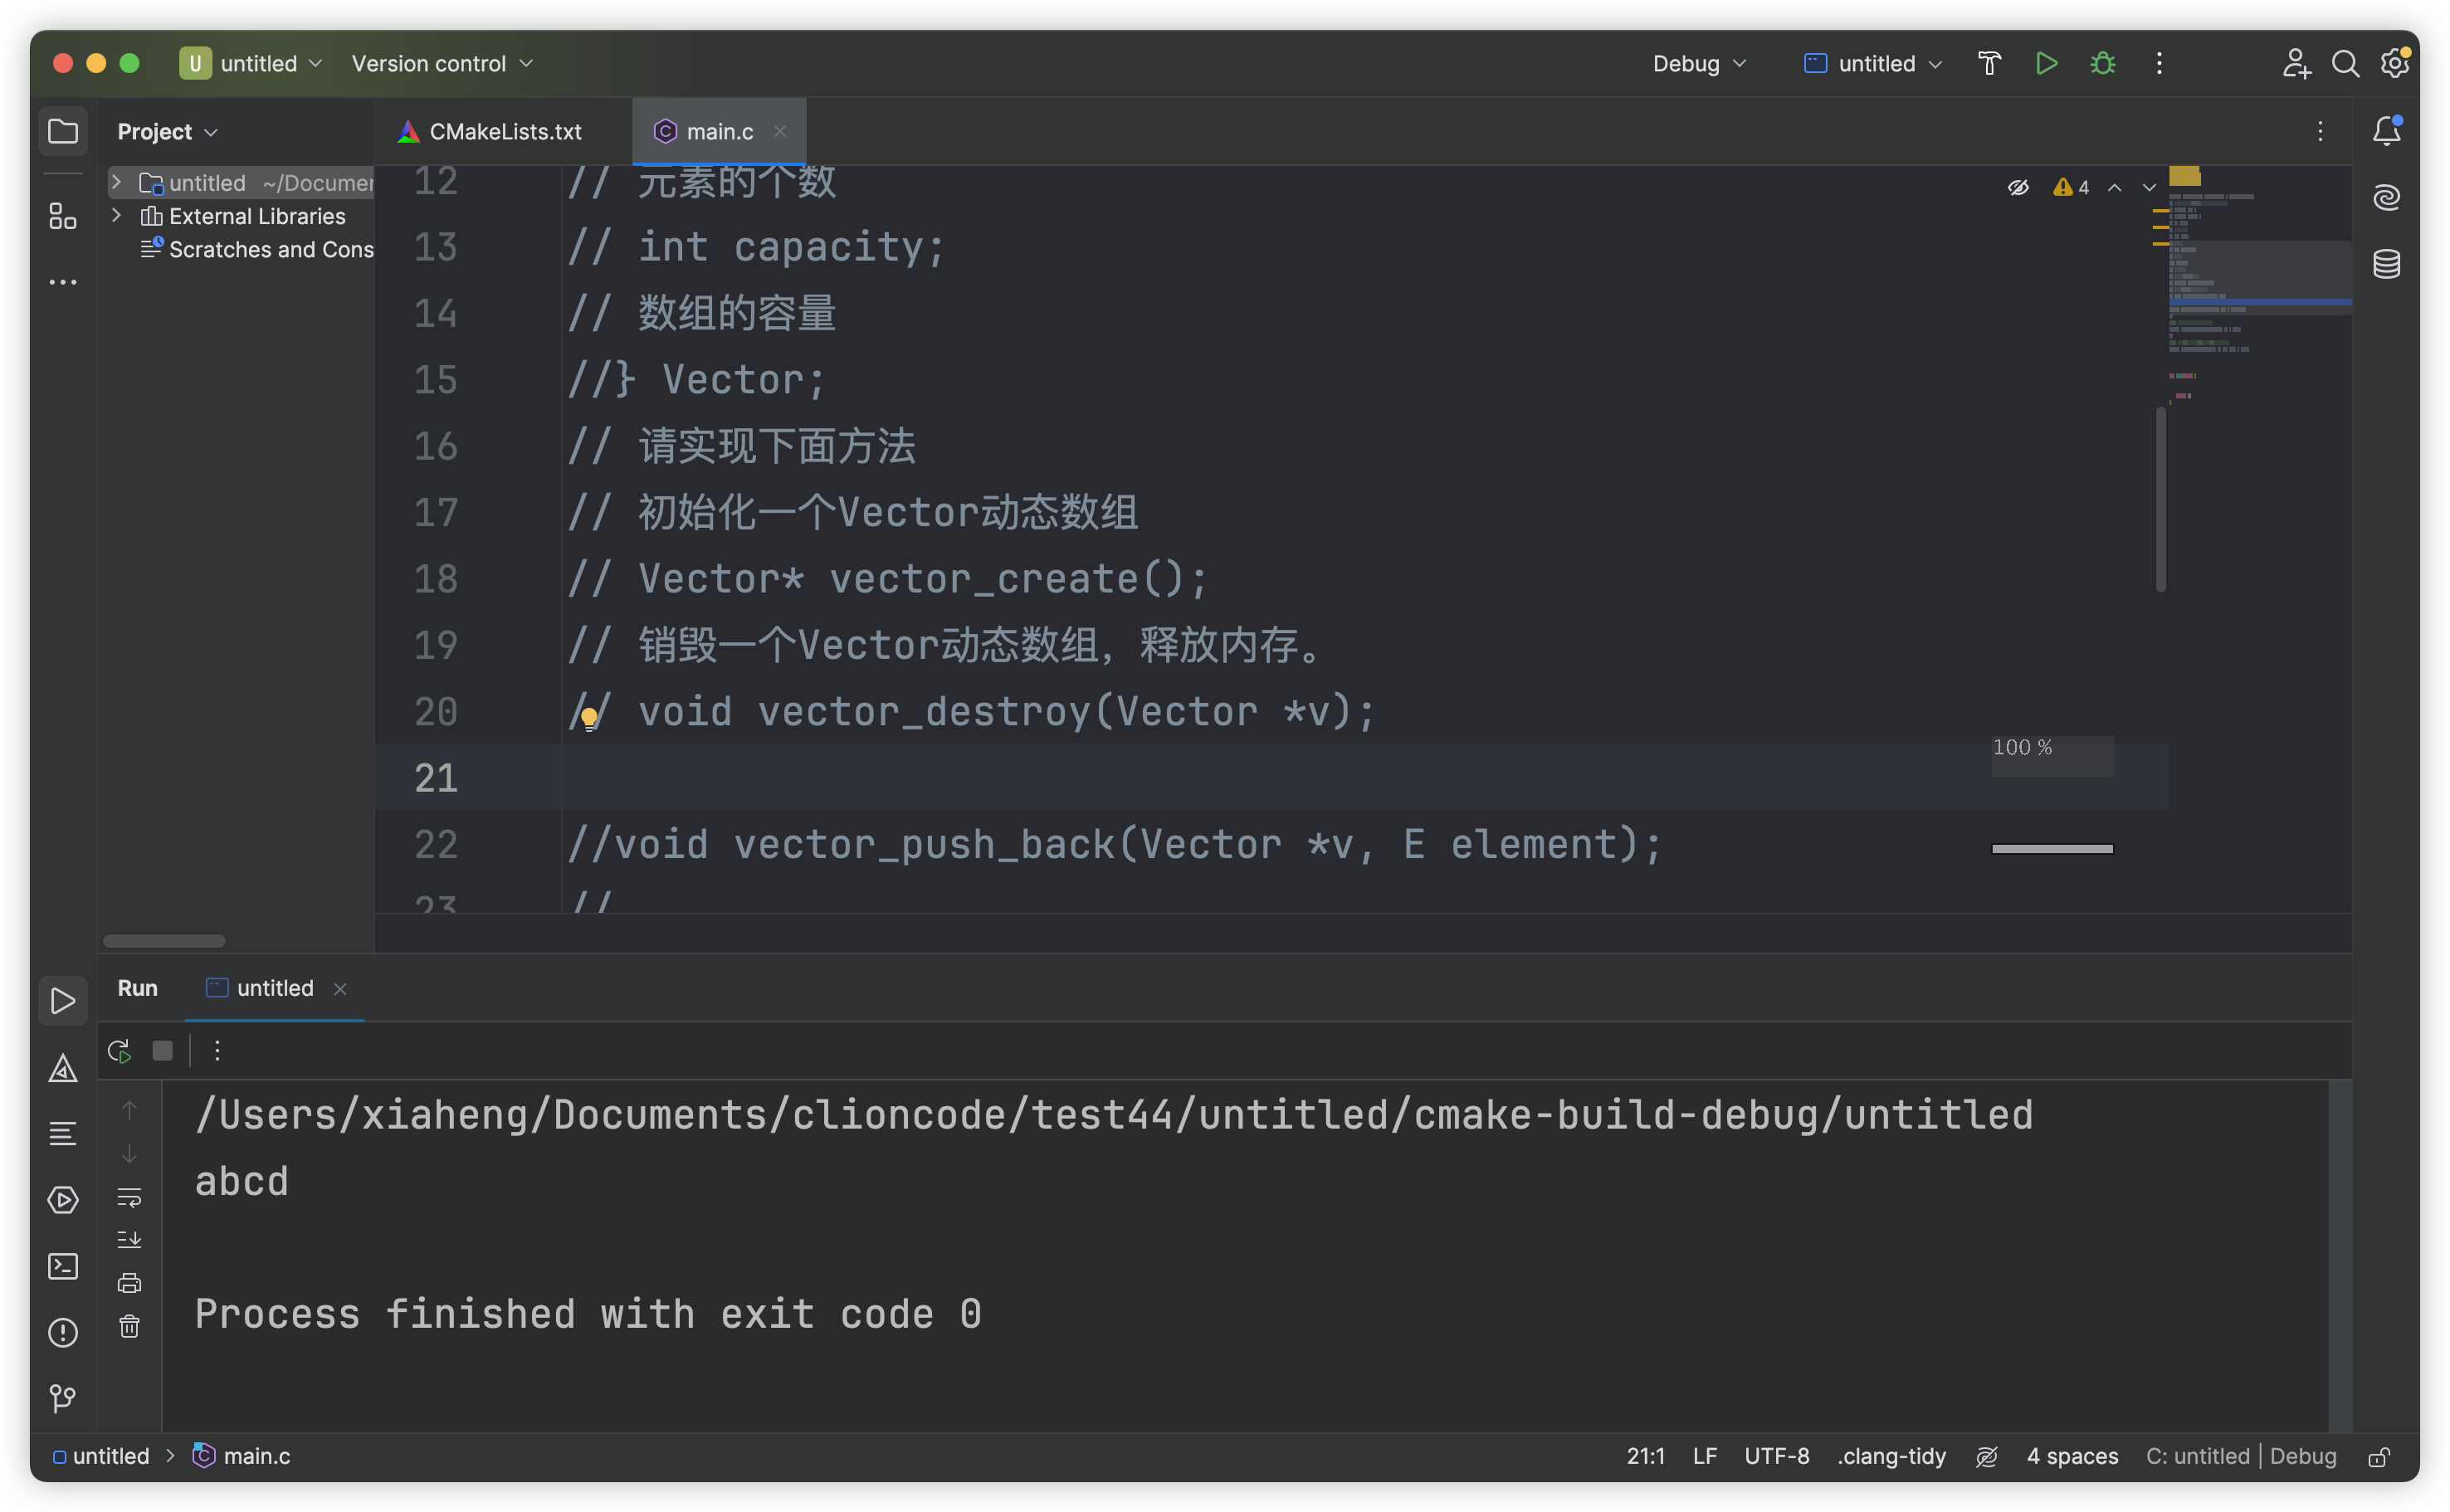 U untitled Version control Debug untitled
Project
CMakeLists.txt main.c
untitled ~/Documen
External Libraries
Scratches and Cons
4
12 // 元素的个数
13 // int capacity;
14 // 数组的容量
15 //} Vector;
16 // 请实现下面方法
17 // 初始化一个Vector动态数组
18 // Vector* vector_create();
19 // 销毁一个Vector动态数组，释放内存。
20 // void vector_destroy(Vector *v);
21
100 %
22 //void vector_push_back(Vector *v, E element);
23 //
Run untitled
/Users/xiaheng/Documents/clioncode/test44/untitled/cmake-build-debug/untitled
abcd
Process finished with exit code 0
untitled > main.c 21:1 LF UTF-8 .clang-tidy 4 spaces C: untitled | Debug